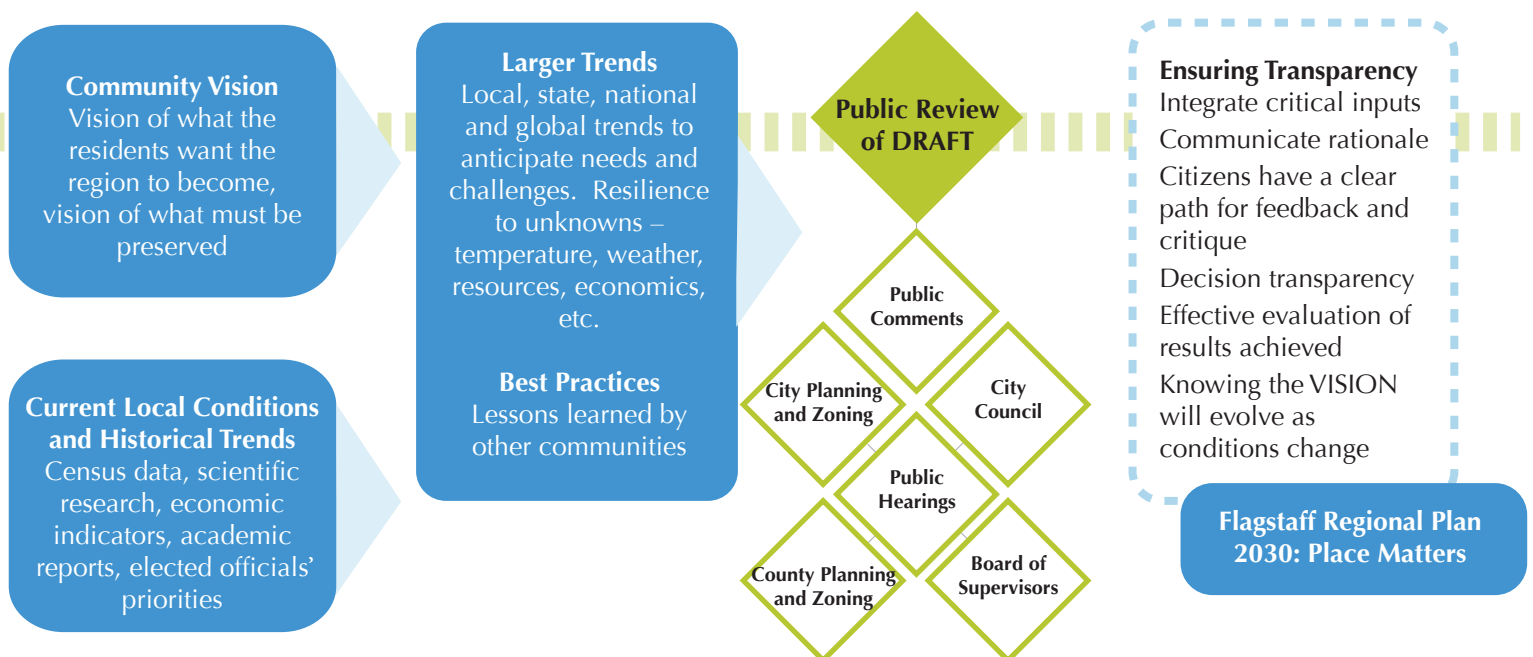 Community Vision
Vision of what the
residents want the
region to become,
vision of what must be
preserved
Current Local Conditions
and Historical Trends
Census data, scientific
research, economic
indicators, academic
reports, elected officials’
priorities
Larger Trends
Local, state, national
and global trends to
anticipate needs and
challenges.  Resilience
to unknowns –
temperature, weather,
resources, economics,
etc.
Best Practices
Lessons learned by
other communities
Public Review
of DRAFT
Public
Comments
City Planning
and Zoning
City
Council
Public
Hearings
County Planning
and Zoning
Board of
Supervisors
Ensuring Transparency
Integrate critical inputs
Communicate rationale
Citizens have a clear
path for feedback and
critique
Decision transparency
Effective evaluation of
results achieved
Knowing the VISION
will evolve as
conditions change
Flagstaff Regional Plan
2030: Place Matters